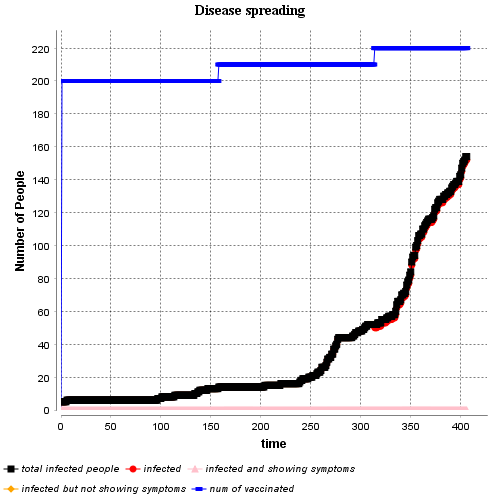 Disease spreading
Number of People
220
200
180
160
140
120
100
80
60
40
20
0
0 50 100 150 200 250 300 350 400
time
total infected people infected infected and showing symptoms
infected but not showing symptoms num of vaccinated